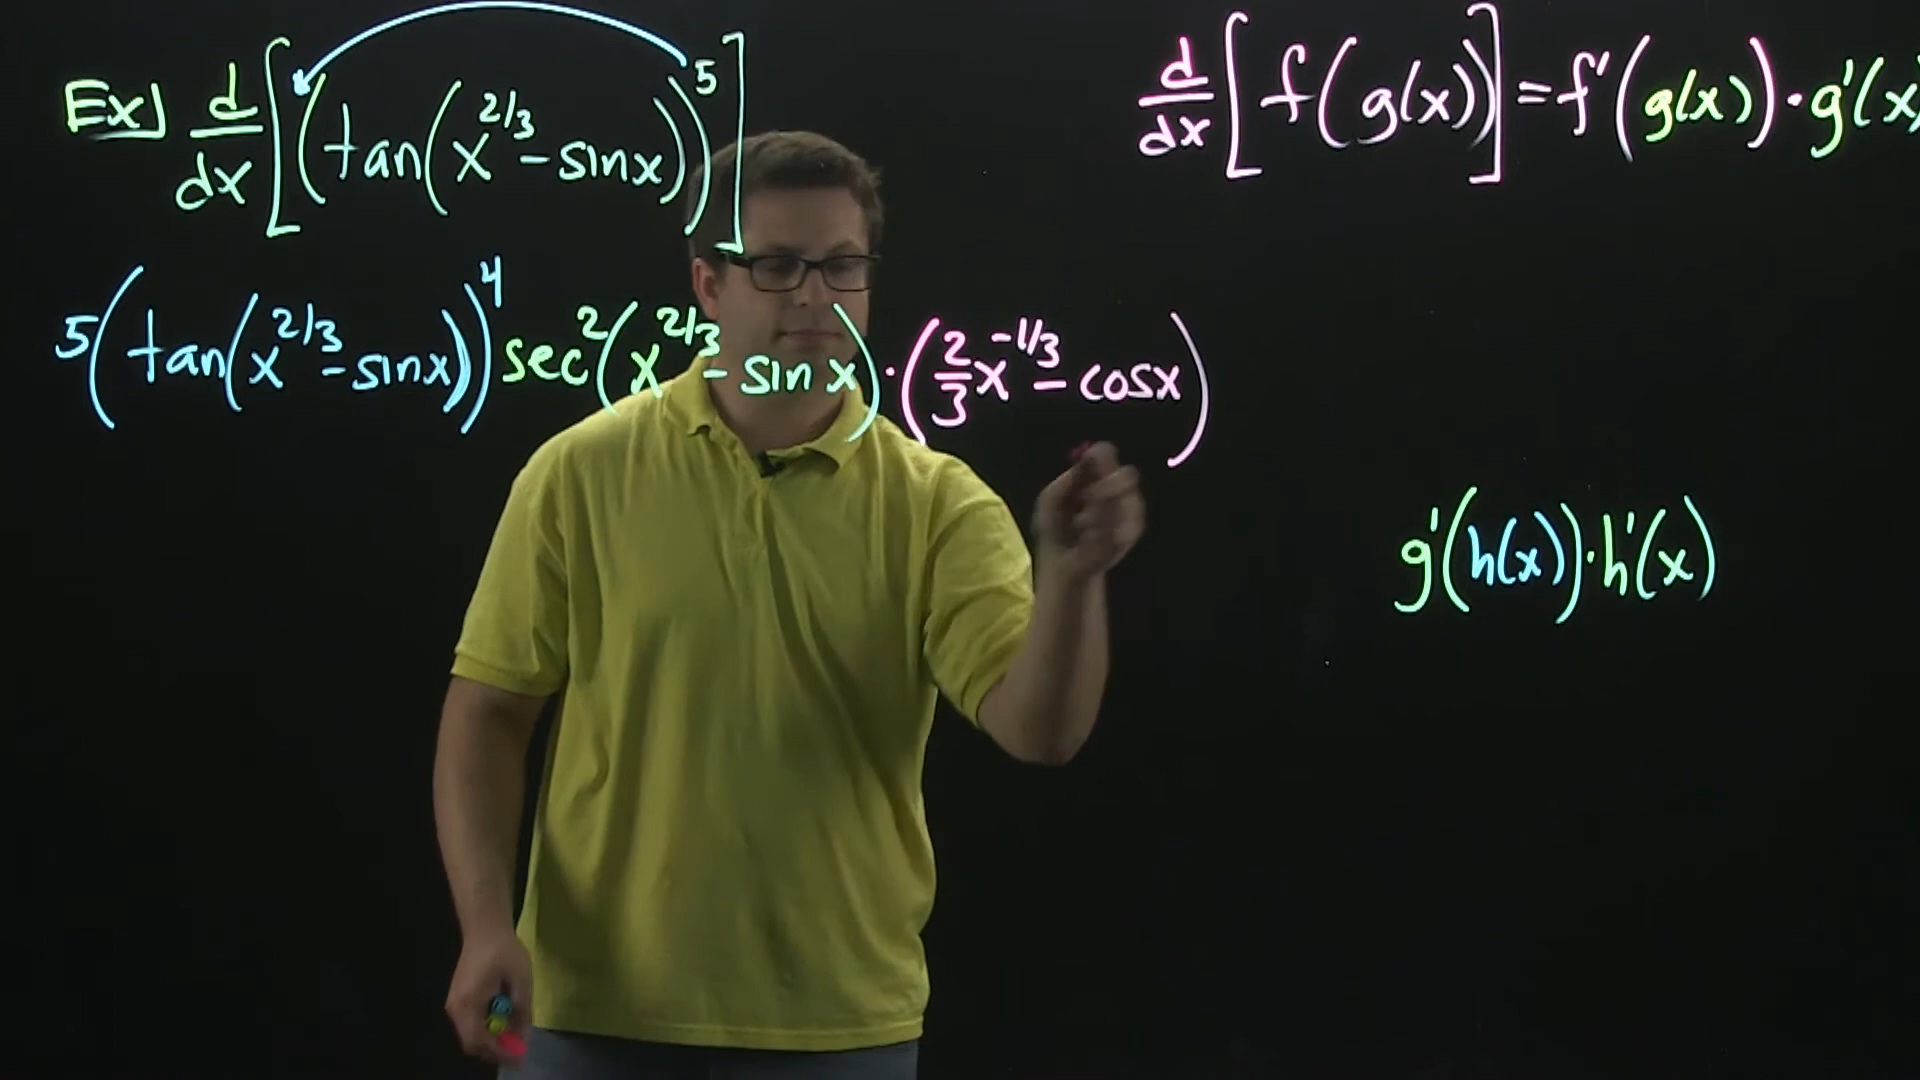 Ex] d/dx [(tan(x^2/3 - sinx))^5]
d/dx [f(g(x))] = f'(g(x)) · g'(x)
5(tan(x^2/3 - sinx))^4 sec^2(x^2/3 - sin x) · (2/3 x^-1/3 - cosx)
g'(h(x)) · h'(x)